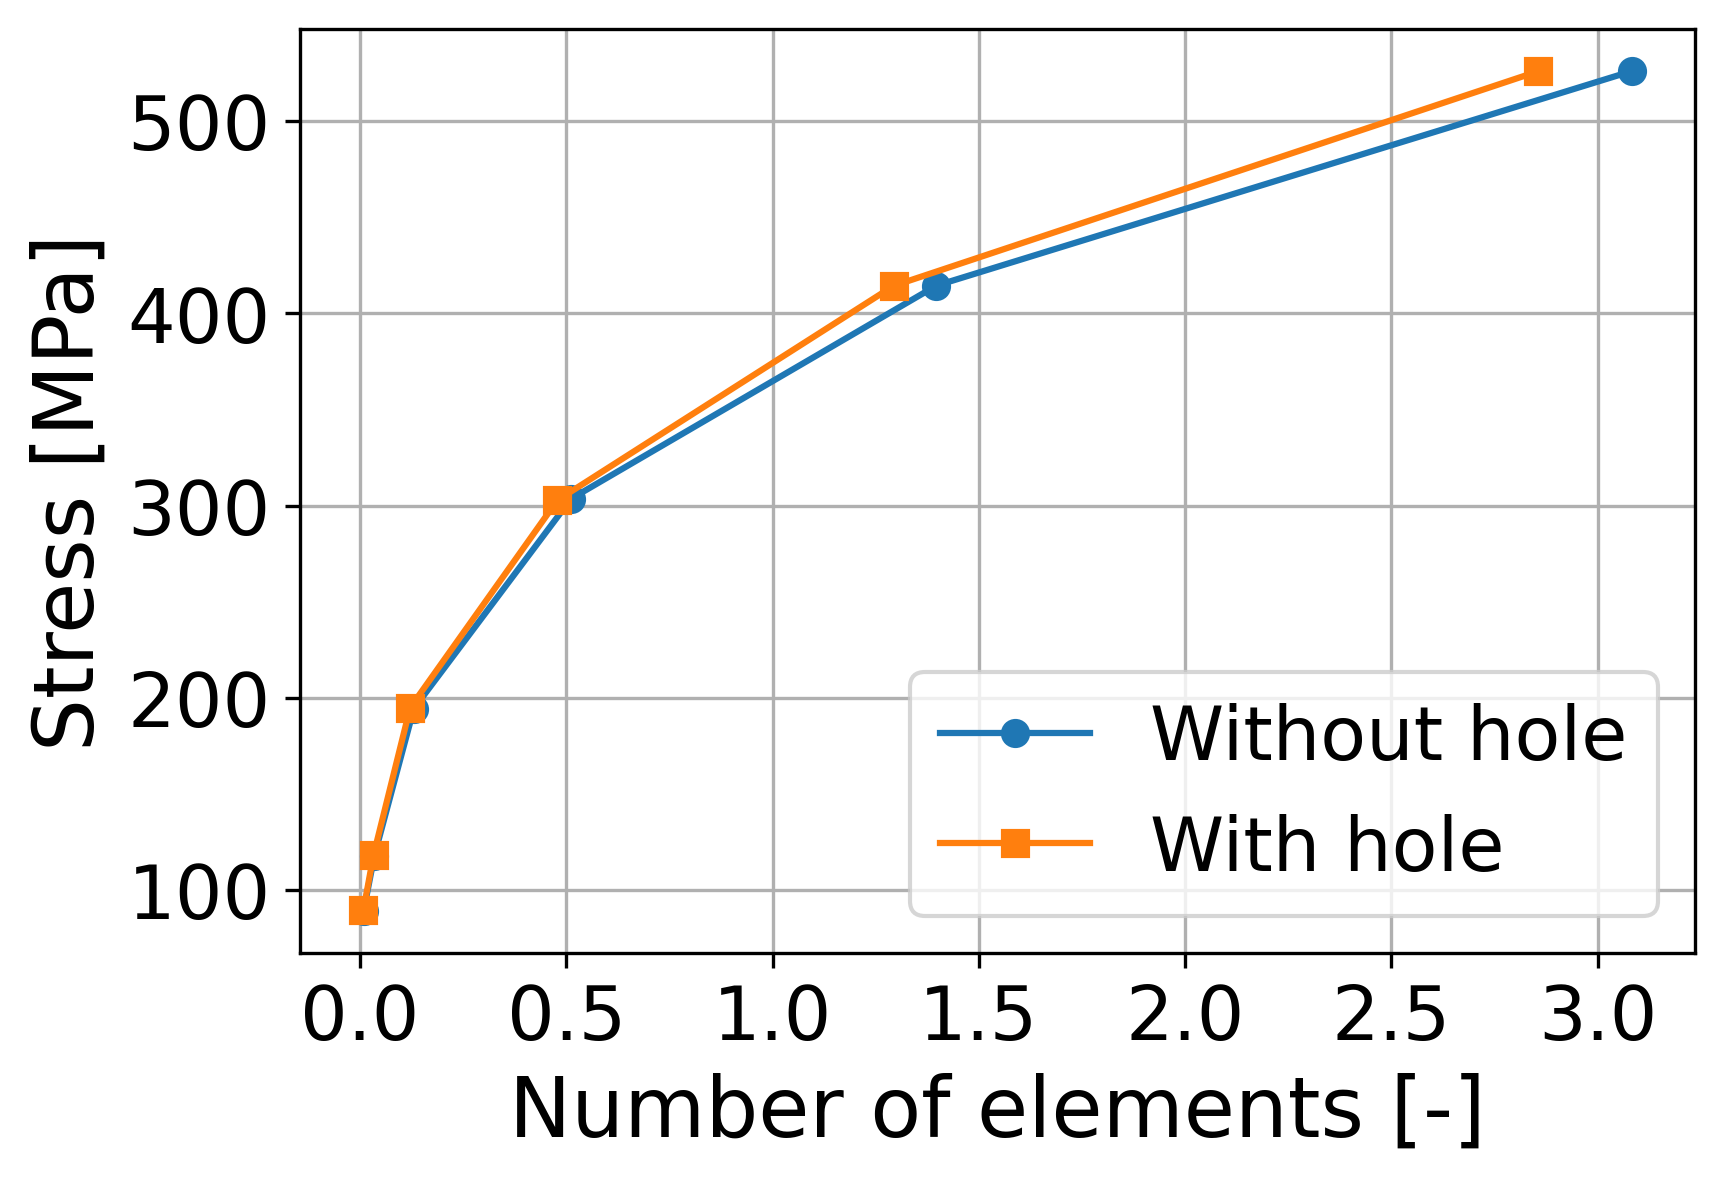 500
400
300
200
100
Stress [MPa]
Without hole
With hole
0.0 0.5 1.0 1.5 2.0 2.5 3.0
Number of elements [-]